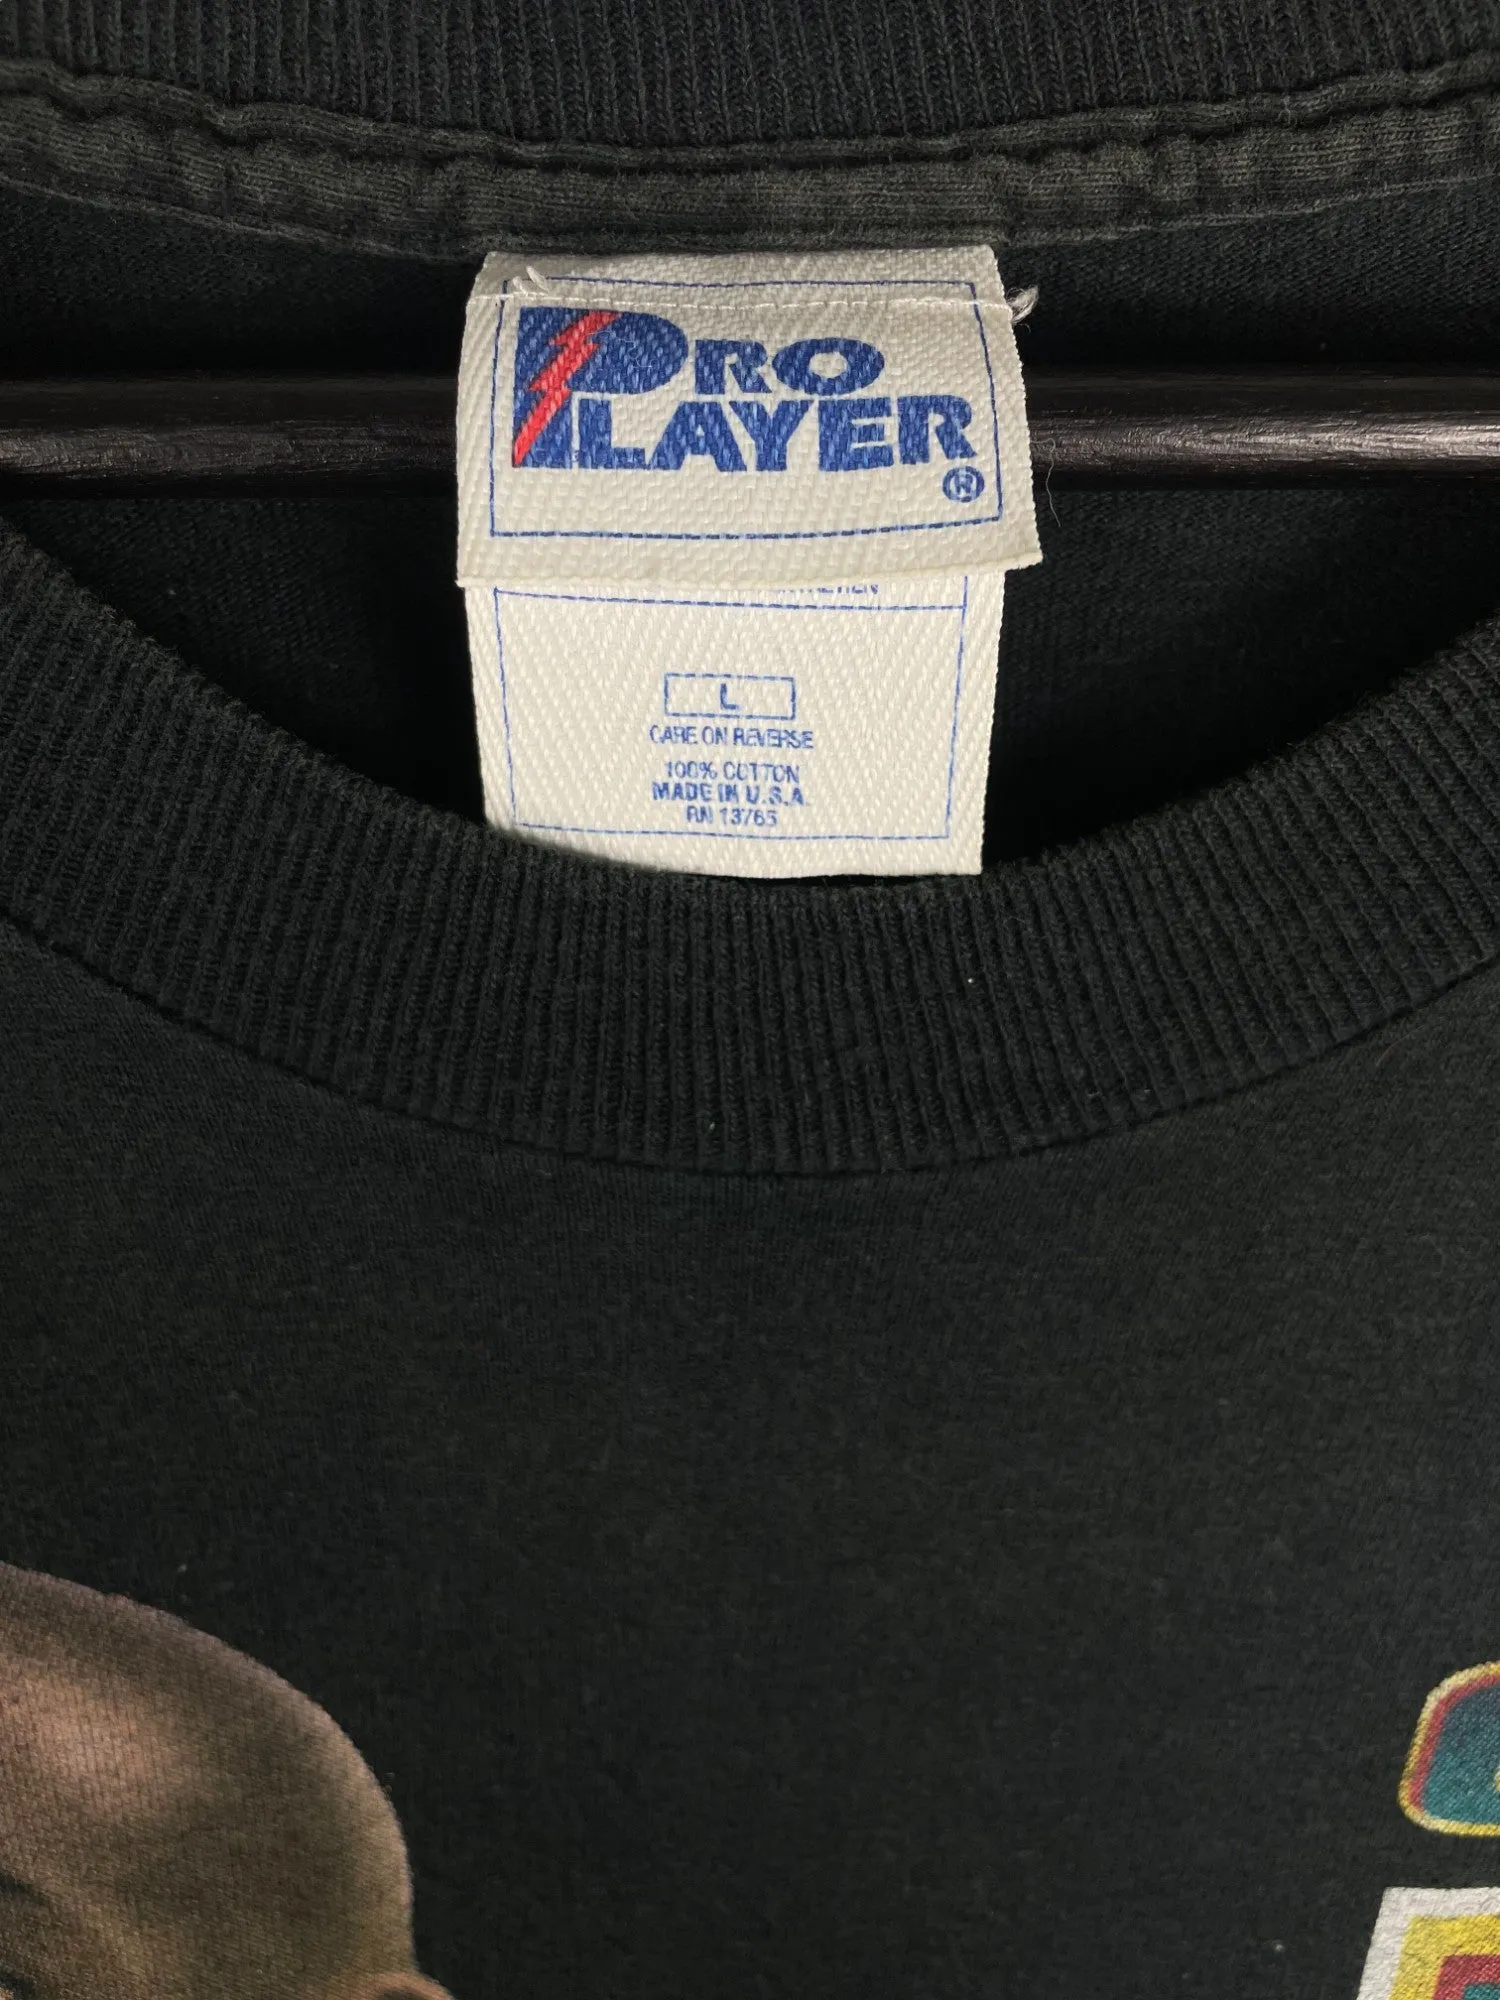 PRO
PLAYER
®
L
CARE ON REVERSE
100% COTTON
MADE IN U.S.A.
RN 13765